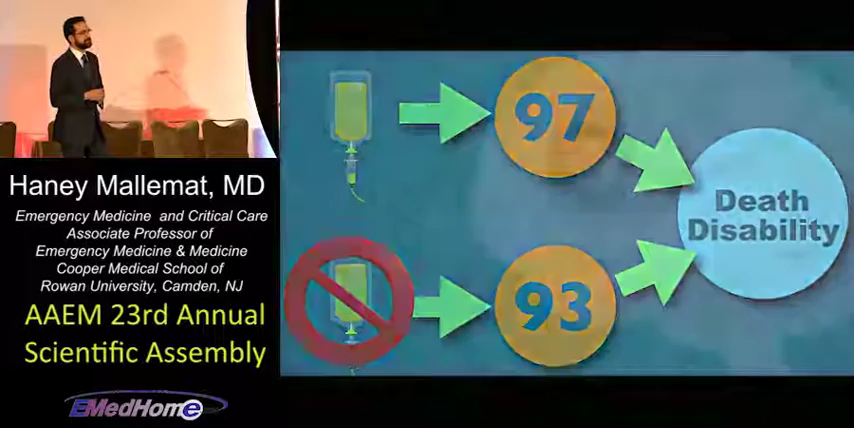 Haney Mallemat, MD
Emergency Medicine and Critical Care
Associate Professor of
Emergency Medicine & Medicine
Cooper Medical School of
Rowan University, Camden, NJ
AAEM 23rd Annual
Scientific Assembly
EMedHome
97
93
Death
Disability